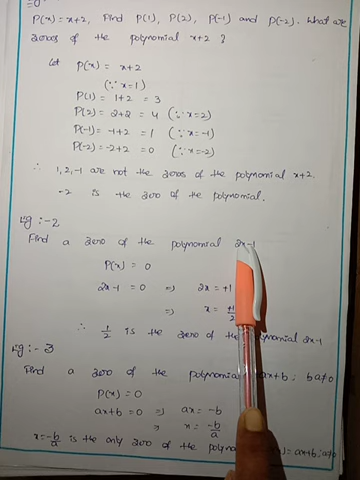 =0
P(x) = x+2, Find P(1), P(2), P(-1) and P(-2). What are
zeroes of the polynomial x+2 ?
Let P(x) = x+2
(∵ x=1)
P(1) = 1+2 = 3
P(2) = 2+2 = 4 (∵ x=2)
P(-1) = -1+2 = 1 (∵ x=-1)
P(-2) = -2+2 = 0 (∵ x=-2)
∴ 1, 2, -1 are not the zeros of the polynomial x+2.
-2 is the zero of the polynomial.
Eg :- 2
Find a zero of the polynomial 2x-1
P(x) = 0
2x-1 = 0 => 2x = +1
=> x = +1/2
∴ 1/2 is the zero of the polynomial 2x-1
Eg :- 3
Find a zero of the polynomial ax+b ; a≠0
P(x) = 0
ax+b = 0 => ax = -b
=> x = -b/a
x = -b/a is the only zero of the = ax+b; a≠0